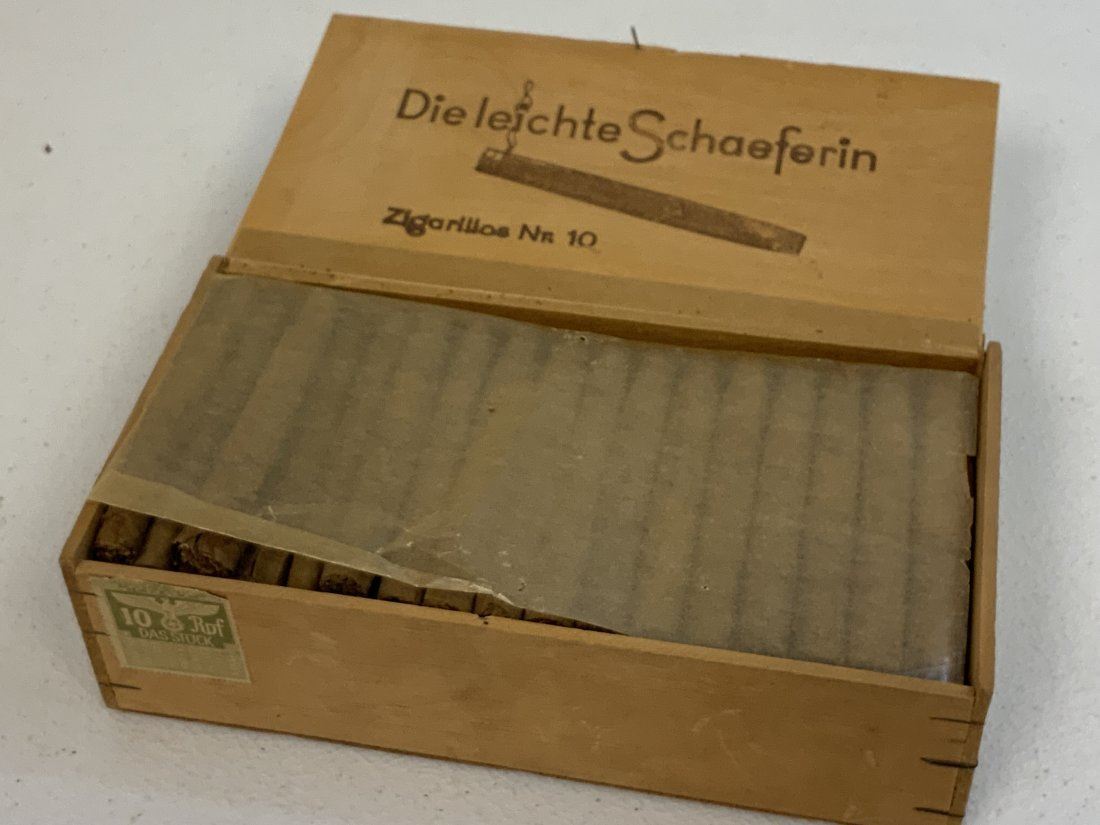 Die leichte Schaeferin
Zigarillos Nr. 10
10 Rpf
DAS STÜCK